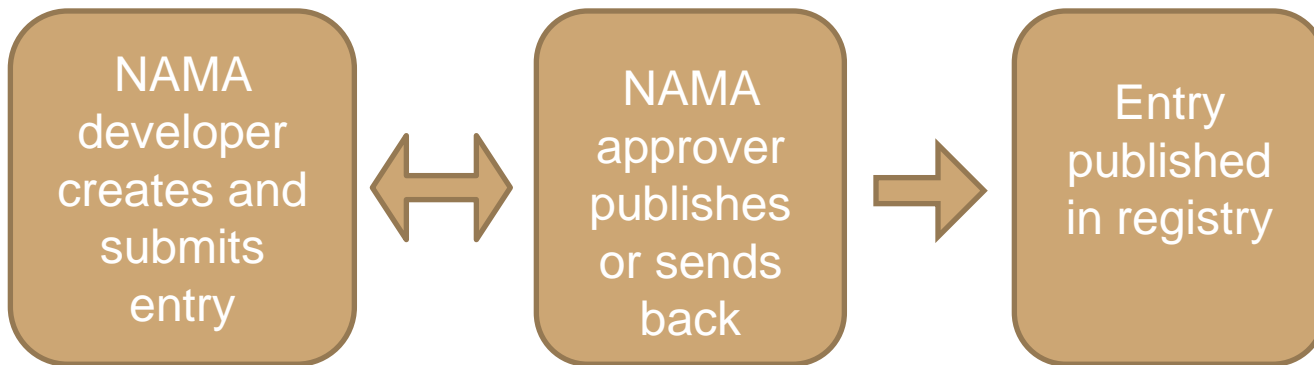 NAMA
developer
creates and
submits
entry
NAMA
approver
publishes
or sends
back
Entry
published
in registry